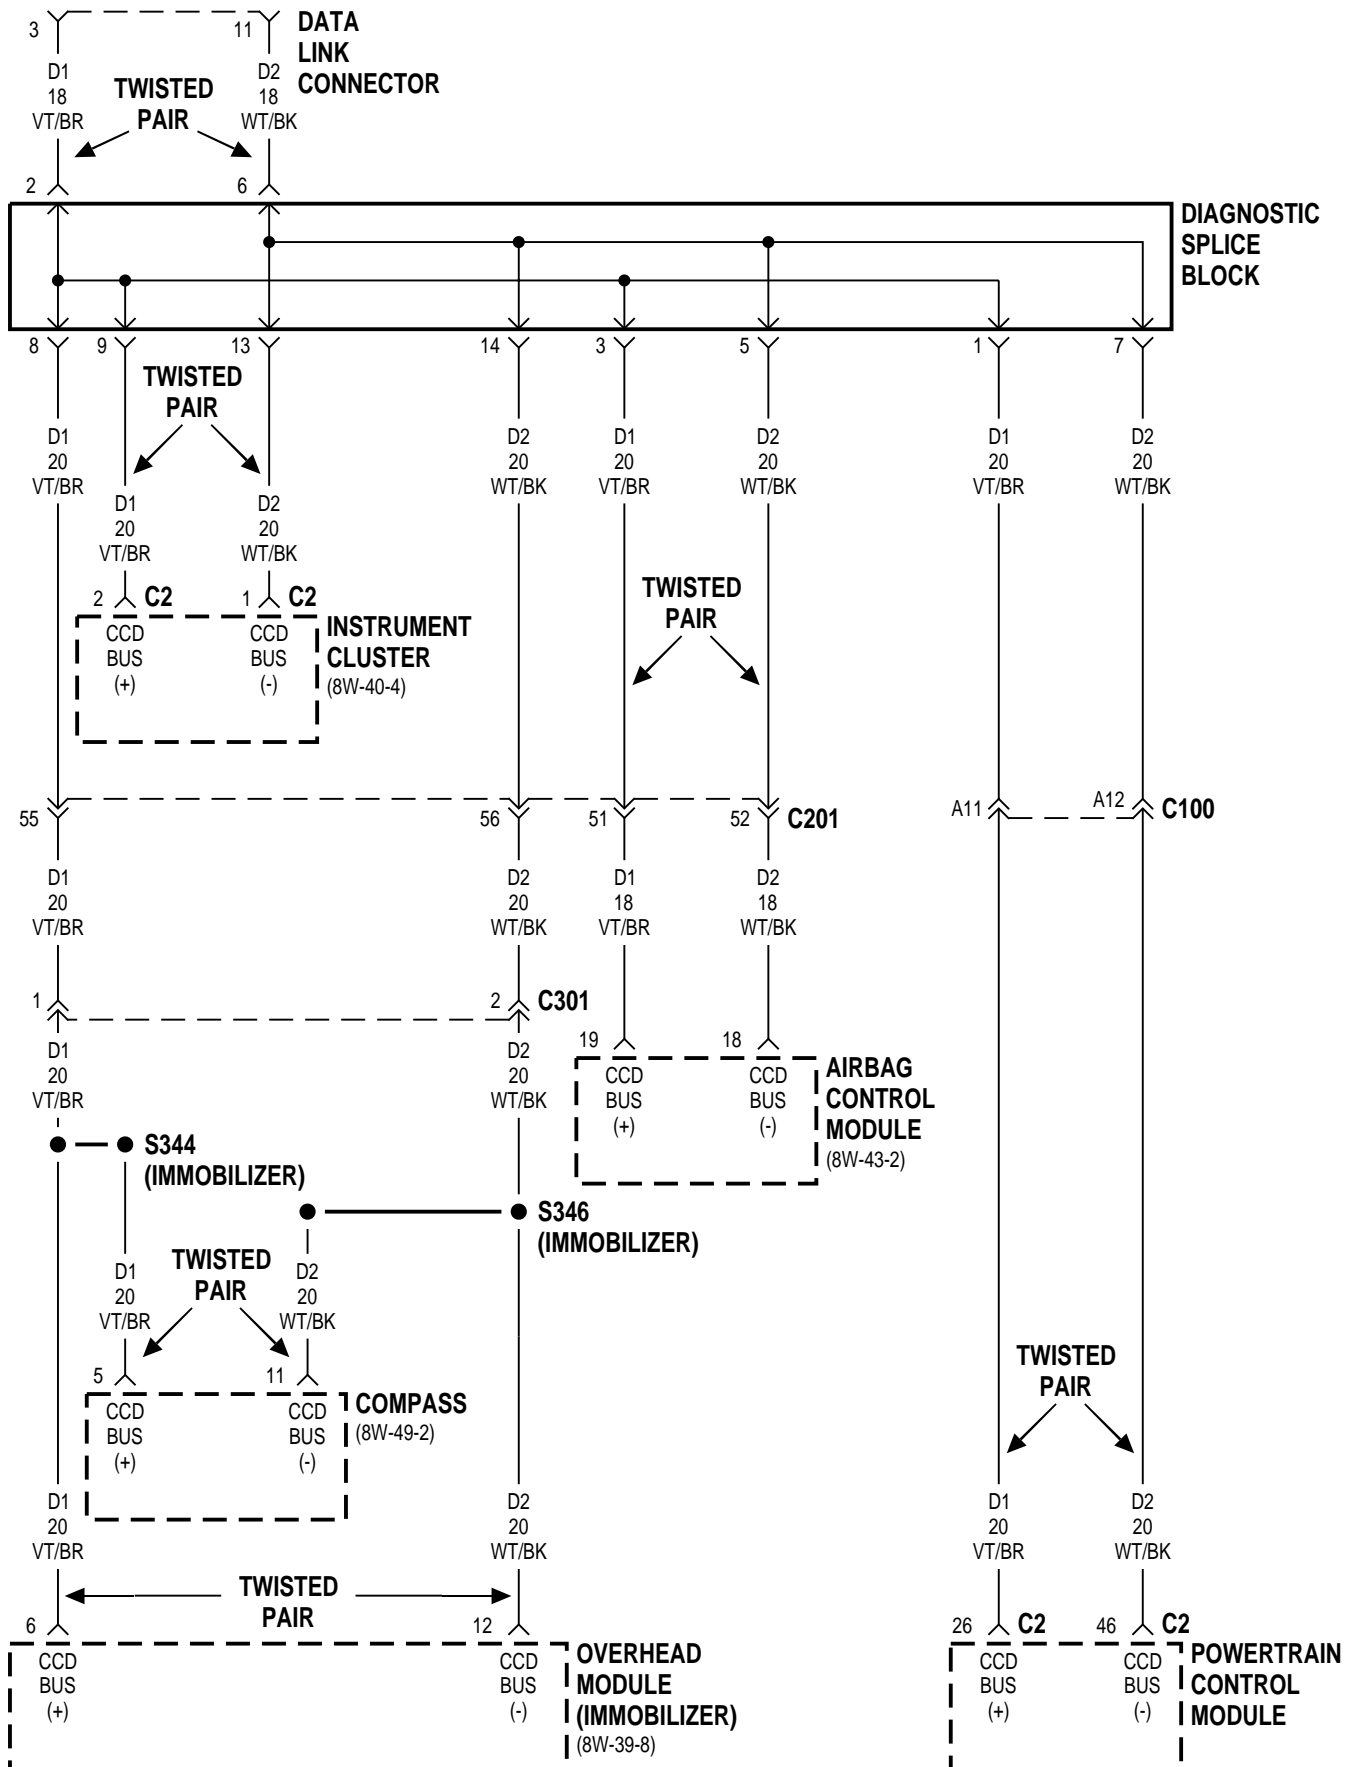 3
11
DATA
LINK
CONNECTOR
D1
18
VT/BR
D2
18
WT/BK
TWISTED
PAIR
2
6
DIAGNOSTIC
SPLICE
BLOCK
8
9
13
14
3
5
1
7
TWISTED
PAIR
D1
20
VT/BR
D2
20
WT/BK
D1
20
VT/BR
D2
20
WT/BK
D1
20
VT/BR
D2
20
WT/BK
D1
20
VT/BR
D2
20
WT/BK
2
C2
1
C2
CCD
BUS
(+)
CCD
BUS
(-)
INSTRUMENT
CLUSTER
(8W-40-4)
TWISTED
PAIR
55
56
51
52
C201
A11
A12
C100
D1
20
VT/BR
D2
20
WT/BK
D1
18
VT/BR
D2
18
WT/BK
1
2
C301
D1
20
VT/BR
D2
20
WT/BK
19
18
CCD
BUS
(+)
CCD
BUS
(-)
AIRBAG
CONTROL
MODULE
(8W-43-2)
S344
(IMMOBILIZER)
S346
(IMMOBILIZER)
TWISTED
PAIR
D1
20
VT/BR
D2
20
WT/BK
5
11
CCD
BUS
(+)
CCD
BUS
(-)
COMPASS
(8W-49-2)
TWISTED
PAIR
D1
20
VT/BR
D2
20
WT/BK
D1
20
VT/BR
D2
20
WT/BK
TWISTED
PAIR
6
12
CCD
BUS
(+)
CCD
BUS
(-)
OVERHEAD
MODULE
(IMMOBILIZER)
(8W-39-8)
26
C2
46
C2
CCD
BUS
(+)
CCD
BUS
(-)
POWERTRAIN
CONTROL
MODULE